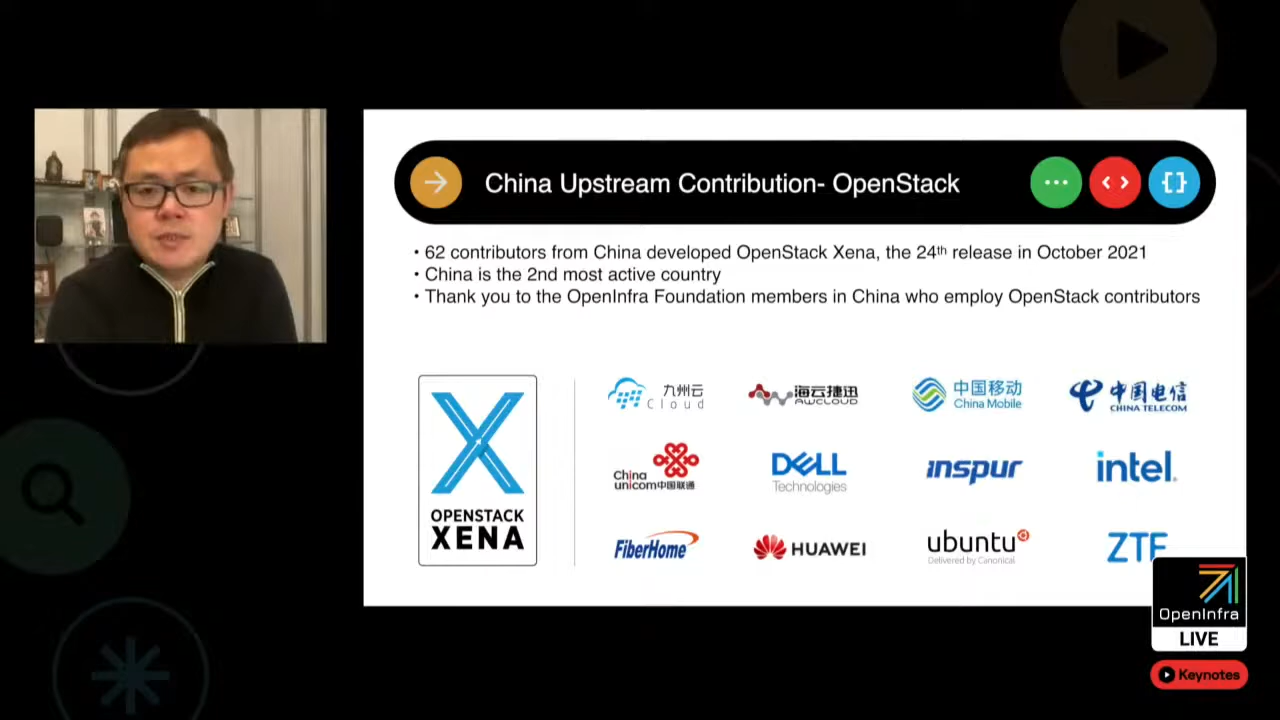 China Upstream Contribution- OpenStack
• 62 contributors from China developed OpenStack Xena, the 24th release in October 2021
• China is the 2nd most active country
• Thank you to the OpenInfra Foundation members in China who employ OpenStack contributors
九州云
Cloud
海云捷迅
AWCLOUD
中国移动
China Mobile
中国电信
CHINA TELECOM
China
unicom中国联通
DELL
Technologies
inspur
intel.
OPENSTACK
XENA
FiberHome
HUAWEI
ubuntu
Delivered by Canonical
ZTE
OpenInfra
LIVE
Keynotes